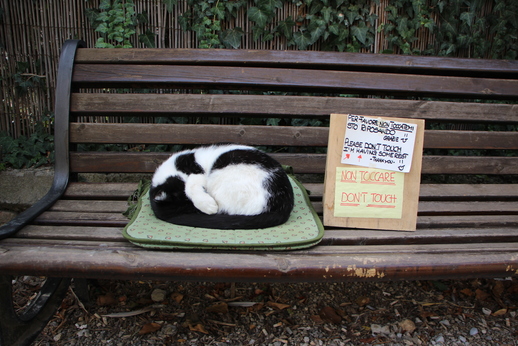 PER FAVORE NON TOCCATEMI
STO RIPOSANDO
GRAZIE
PLEASE DON'T TOUCH
I'M HAVING SOME REST
-THANK YOU-
NON TOCCARE
DON'T TOUCH